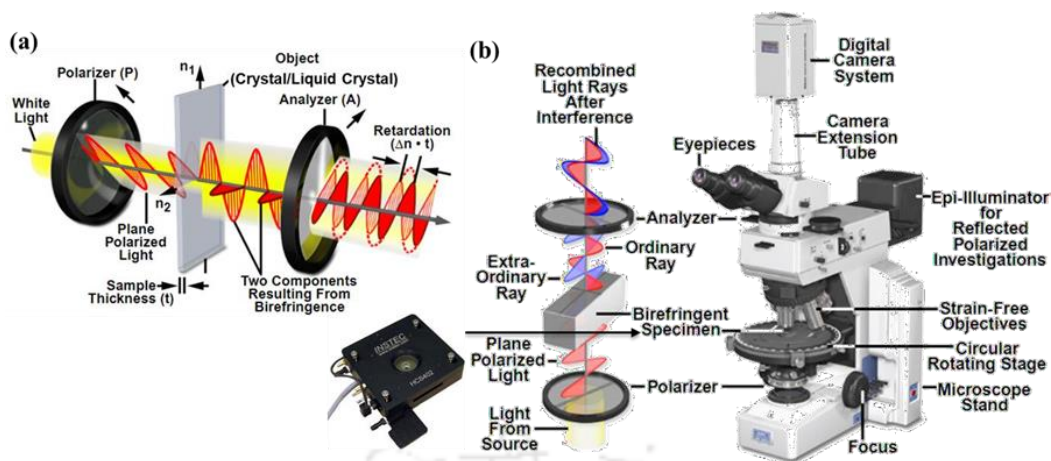 (a)
Polarizer (P)
White
Light
n1
Object
(Crystal/Liquid Crystal)
Analyzer (A)
Retardation
(Δn • t)
n2
Plane
Polarized
Light
Sample
Thickness (t)
Two Components
Resulting From
Birefringence
INSTEC
HCS402
(b)
Recombined
Light Rays
After
Interference
Analyzer
Ordinary
Ray
Extra-
Ordinary
Ray
Birefringent
Specimen
Plane
Polarized
Light
Polarizer
Light
From
Source
Digital
Camera
System
Camera
Extension
Tube
Eyepieces
Epi-Illuminator
for
Reflected
Polarized
Investigations
Strain-Free
Objectives
Circular
Rotating Stage
Microscope
Stand
Focus